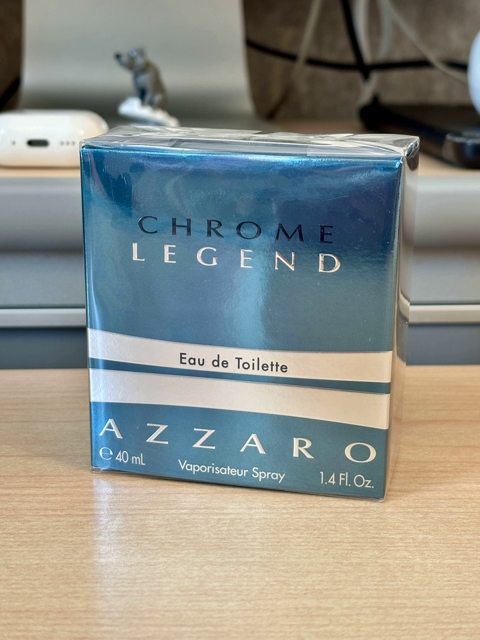 CHROME
LEGEND
Eau de Toilette
AZZARO
℮ 40 mL Vaporisateur Spray 1.4 Fl. Oz.